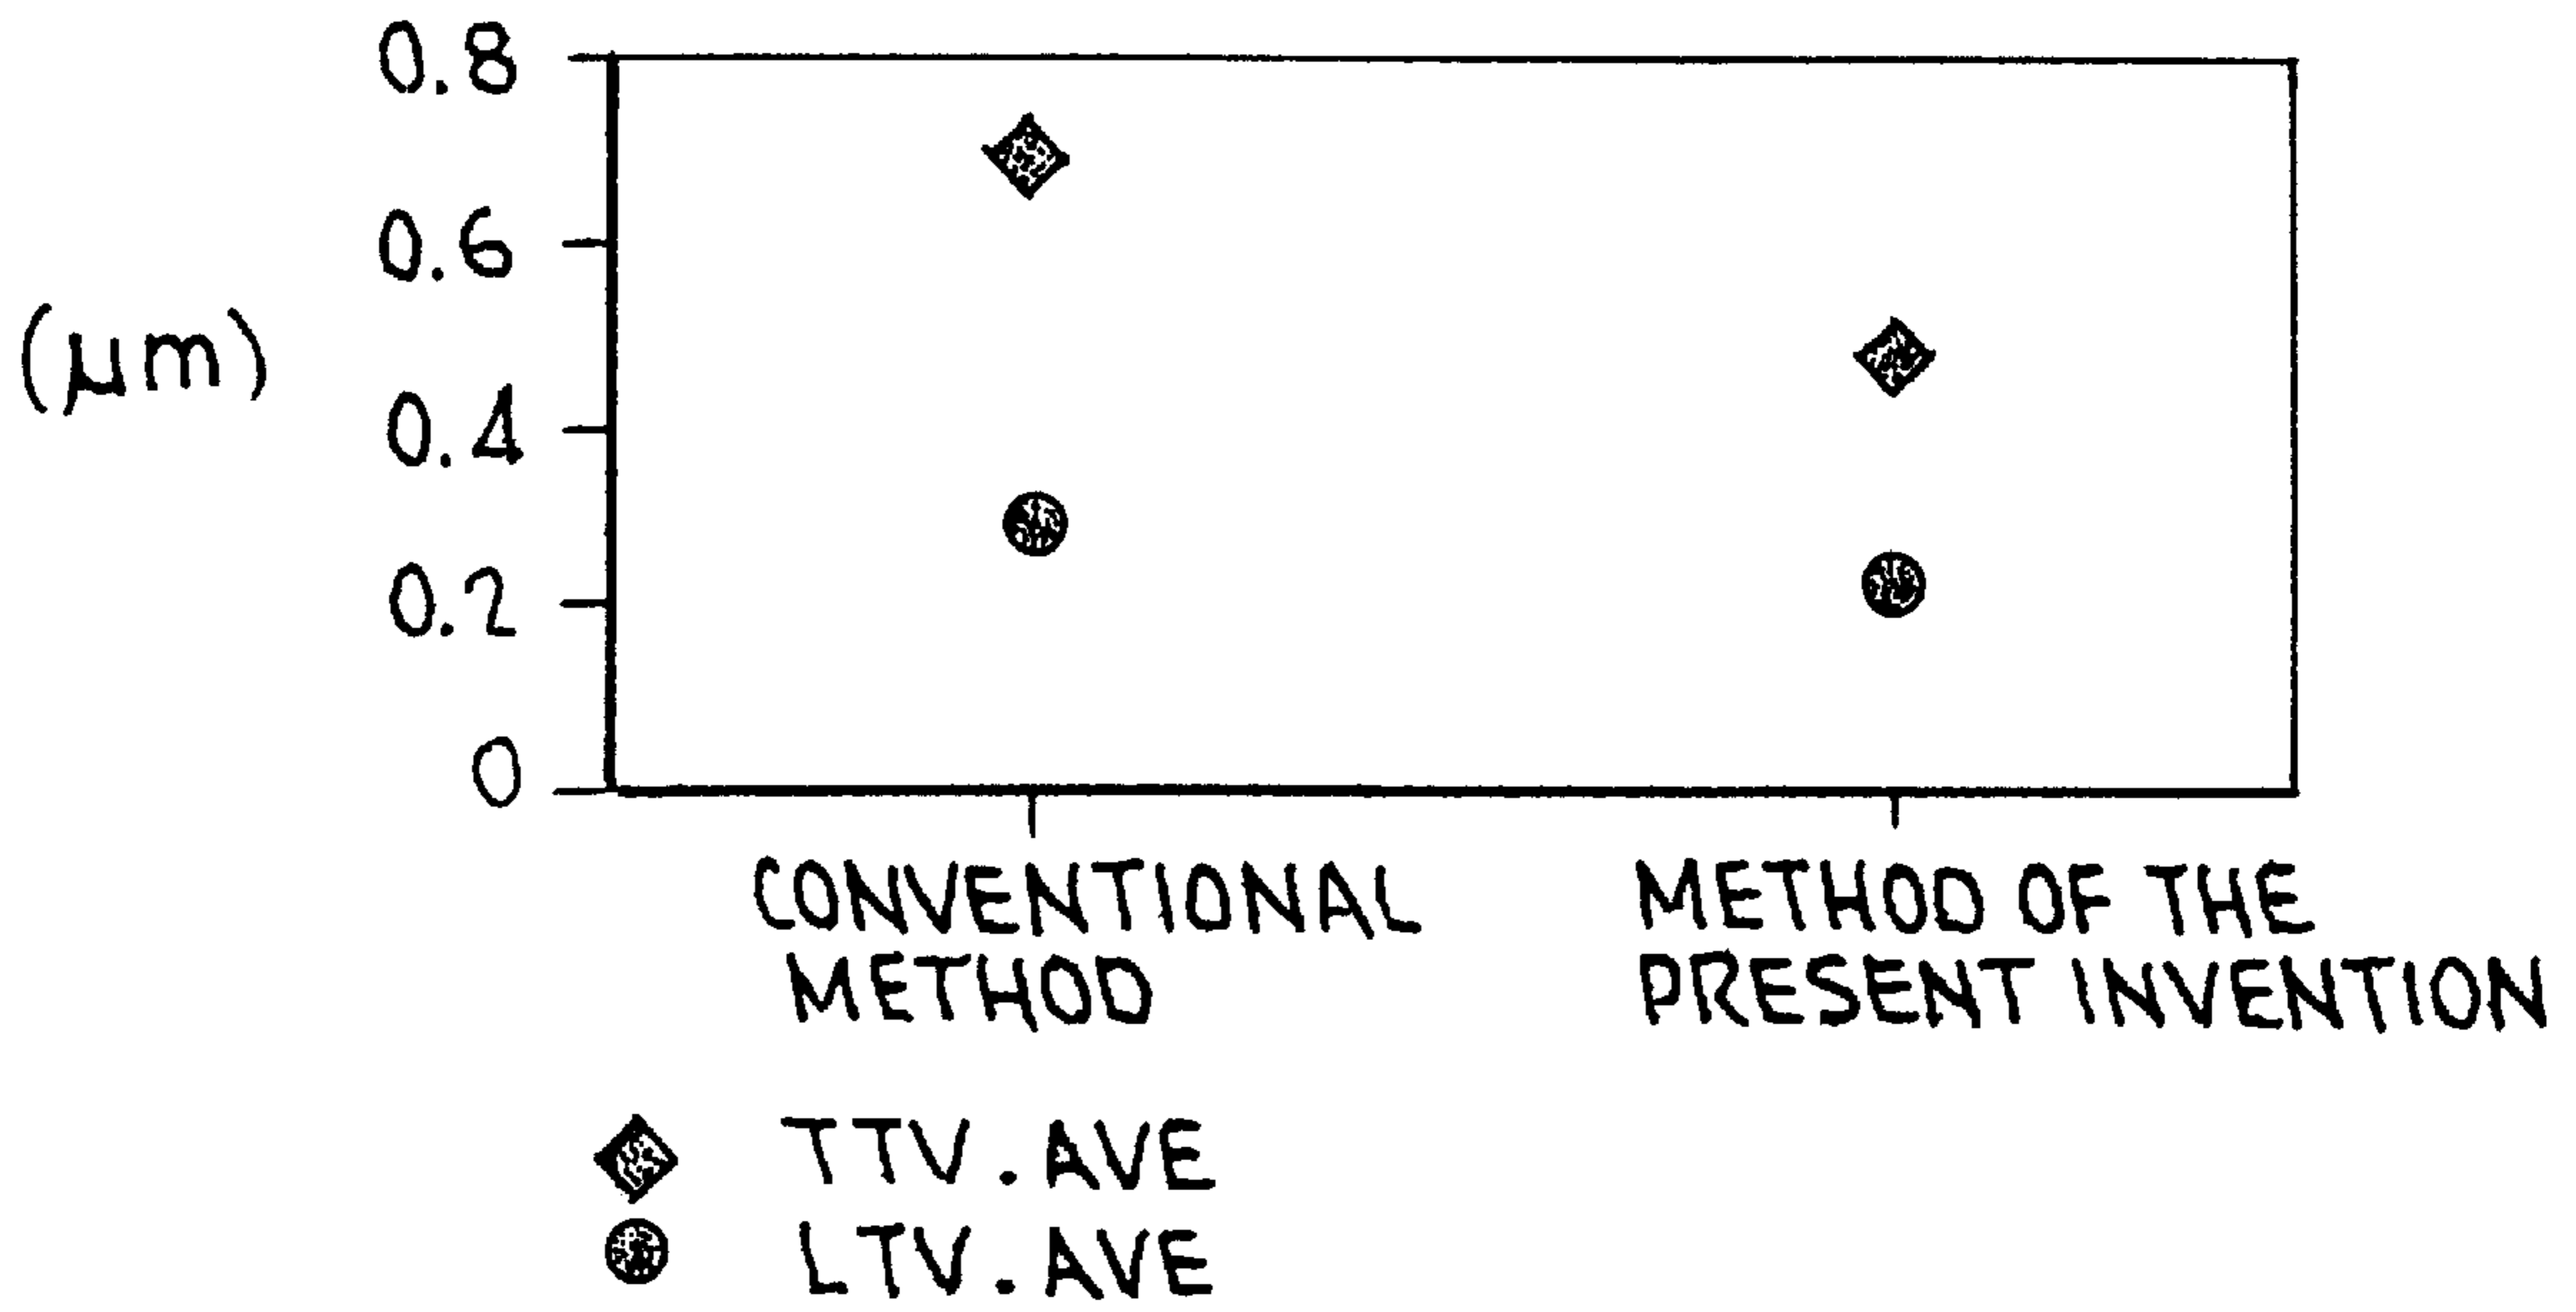 0.8
0.6
(μm)
0.4
0.2
0
CONVENTIONAL
METHOD
METHOD OF THE
PRESENT INVENTION
TTV.AVE
LTV.AVE